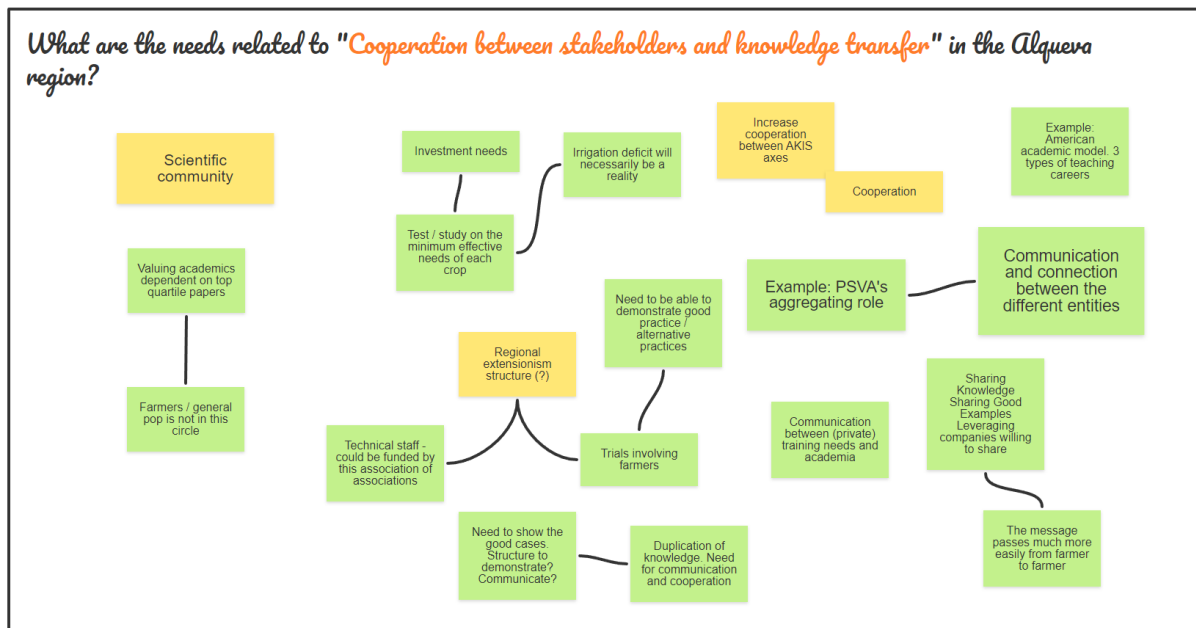 What are the needs related to "Cooperation between stakeholders and knowledge transfer" in the Alqueva
region?
Scientific
community
Valuing academics
dependent on top
quartile papers
Farmers / general
pop is not in this
circle
Investment needs
Irrigation deficit will
necessarily be a
reality
Test / study on the
minimum effective
needs of each
crop
Need to be able to
demonstrate good
practice /
alternative
practices
Regional
extensionism
structure (?)
Technical staff -
could be funded by
this association of
associations
Trials involving
farmers
Need to show the
good cases.
Structure to
demonstrate?
Communicate?
Duplication of
knowledge. Need
for communication
and cooperation
Increase
cooperation
between AKIS
axes
Cooperation
Example:
American
academic model. 3
types of teaching
careers
Example: PSVA's
aggregating role
Communication
and connection
between the
different entities
Communication
between (private)
training needs and
academia
Sharing
Knowledge
Sharing Good
Examples
Leveraging
companies willing
to share
The message
passes much more
easily from farmer
to farmer